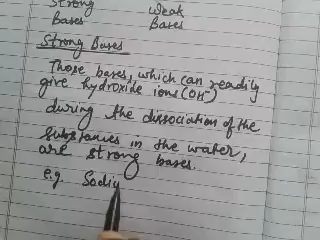 Strong Weak
Bases Bases
Strong Bases
Those bases, which can readily
give hydroxide ions (OH⁻)
during the dissociation of the
substances in the water,
are strong bases.
e.g. Sodiu